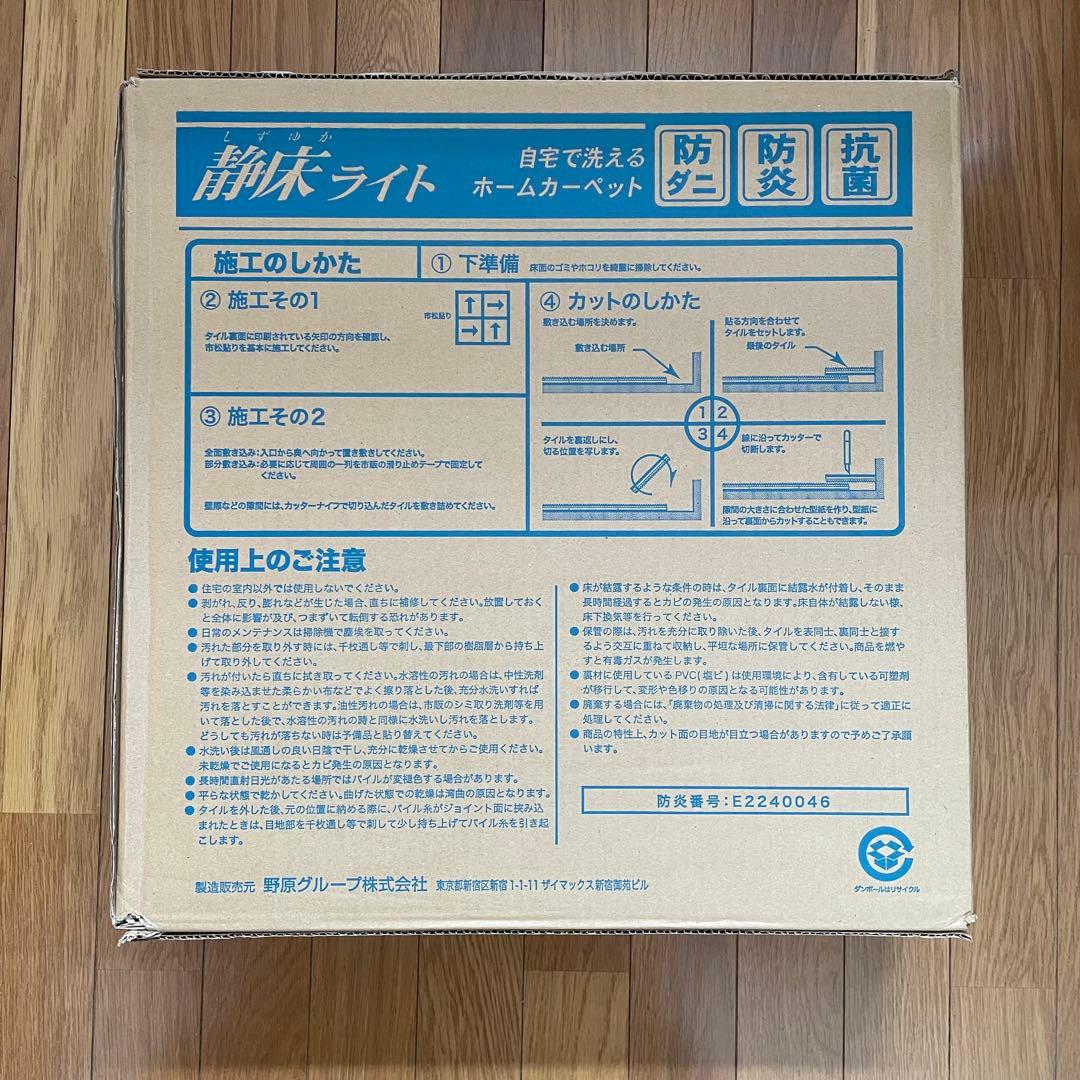 しずゆか
静床ライト
自宅で洗える
ホームカーペット
防ダニ
防炎
抗菌
施工のしかた
① 下準備 床面のゴミやホコリを綺麗に掃除してください。
② 施工その1
市松貼り
タイル裏面に印刷されている矢印の方向を確認し、
市松貼りを基本に施工してください。
③ 施工その2
全面敷き込み:入口から奥へ向かって置き敷きしてください。
部分敷き込み:必要に応じて周囲の一列を市販の滑り止めテープで固定して
ください。
壁際などの隙間には、カッターナイフで切り込んだタイルを敷き詰めてください。
④ カットのしかた
敷き込む場所を決めます。
敷き込む場所
貼る方向を合わせて
タイルをセットします。
最後のタイル
1 2
3 4
タイルを裏返しにし、
切る位置を写します。
線に沿ってカッターで
切断します。
隙間の大きさに合わせた型紙を作り、型紙に
沿って裏面からカットすることもできます。
使用上のご注意
● 住宅の室内以外では使用しないでください。
● 剥がれ、反り、膨れなどが生じた場合、直ちに補修してください。放置しておく
と全体に影響が及び、つまずいて転倒する恐れがあります。
● 日常のメンテナンスは掃除機で塵埃を取ってください。
● 汚れた部分を取り外す時には、千枚通し等で刺し、最下部の樹脂層から持ち上
げて取り外してください。
● 汚れが付いたら直ちに拭き取ってください。水溶性の汚れの場合は、中性洗剤
等を染み込ませた柔らかい布などでよく擦り落とした後、充分水洗いすれば
汚れを落とすことができます。油性汚れの場合は、市販のシミ取り洗剤等を用
いて落とした後で、水溶性の汚れの時と同様に水洗いし汚れを落とします。
どうしても汚れが落ちない時は予備品と貼り替えてください。
● 水洗い後は風通しの良い日陰で干し、充分に乾燥させてからご使用ください。
未乾燥でご使用になるとカビ発生の原因となります。
● 長時間直射日光があたる場所ではパイルが変褪色する場合があります。
● 平らな状態で乾かしてください。曲げた状態での乾燥は湾曲の原因となります。
● タイルを外した後、元の位置に納める際に、パイル糸がジョイント面に挟み込
まれたときは、目地部を千枚通し等で刺して少し持ち上げてパイル糸を引き起
こします。
● 床が結露するような条件の時は、タイル裏面に結露水が付着し、そのまま
長時間経過するとカビの発生の原因となります。床自体が結露しない様、
床下換気等を行ってください。
● 保管の際は、汚れを充分に取り除いた後、タイルを表同士、裏同士と接す
るよう交互に重ねて収納し、平坦な場所に保管してください。商品を燃や
すと有毒ガスが発生します。
● 裏材に使用しているPVC(塩ビ)は使用環境により、含有している可塑剤
が移行して、変形や色移りの原因となる可能性があります。
● 廃棄する場合には、「廃棄物の処理及び清掃に関する法律」に従って適正に
処理してください。
● 商品の特性上、カット面の目地が目立つ場合がありますので予めご了承願
います。
防炎番号:E2240046
ダンボールはリサイクル
製造販売元 野原グループ株式会社 東京都新宿区新宿 1-1-11 ザイマックス新宿御苑ビル